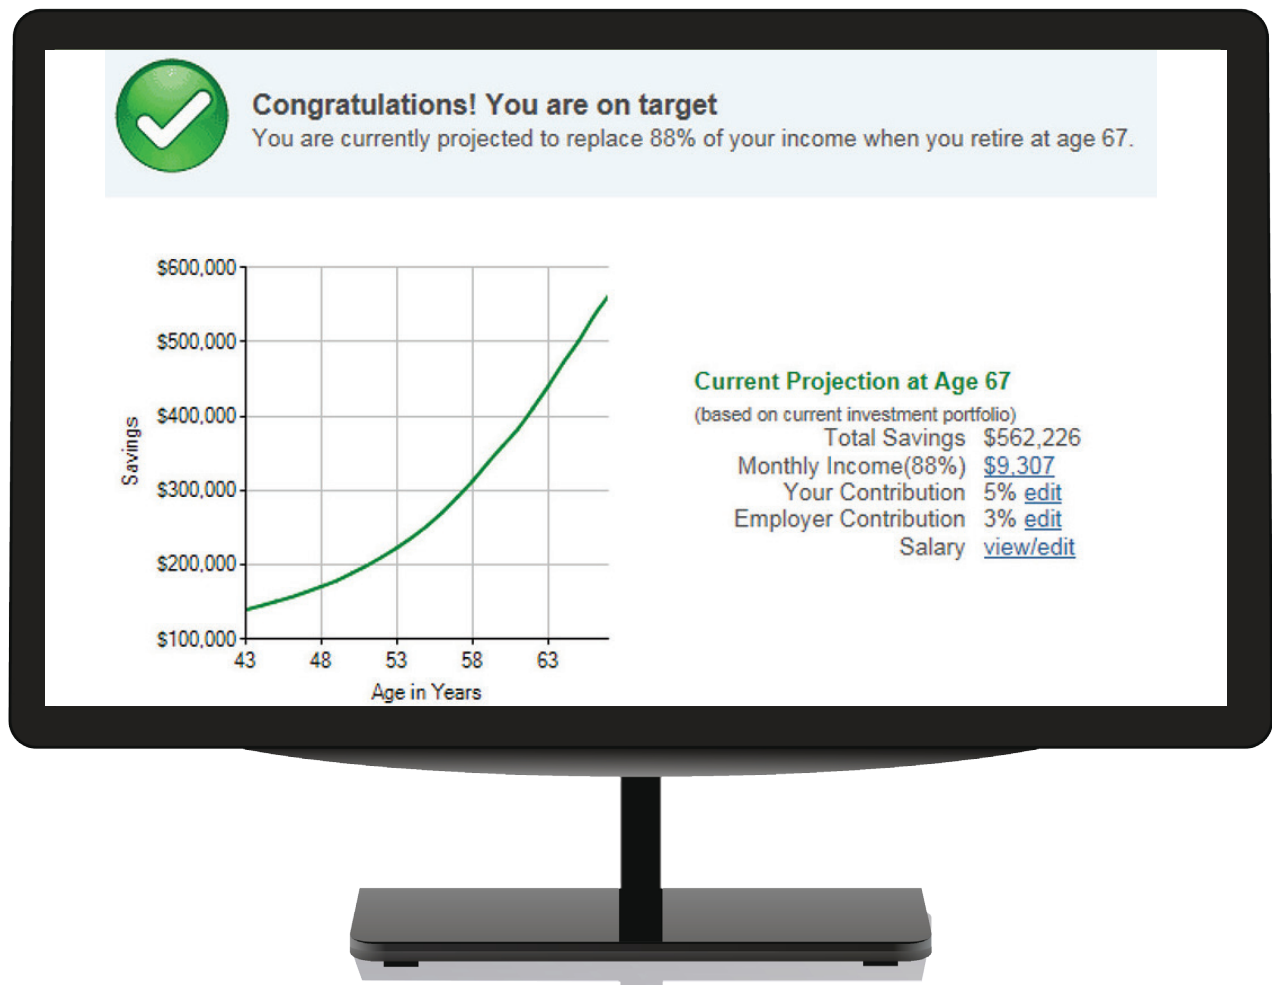 Congratulations! You are on target
You are currently projected to replace 88% of your income when you retire at age 67.
$600,000
$500,000
$400,000
$300,000
$200,000
$100,000
Savings
43 48 53 58 63
Age in Years
Current Projection at Age 67
(based on current investment portfolio)
Total Savings $562,226
Monthly Income(88%) $9,307
Your Contribution 5% edit
Employer Contribution 3% edit
Salary view/edit